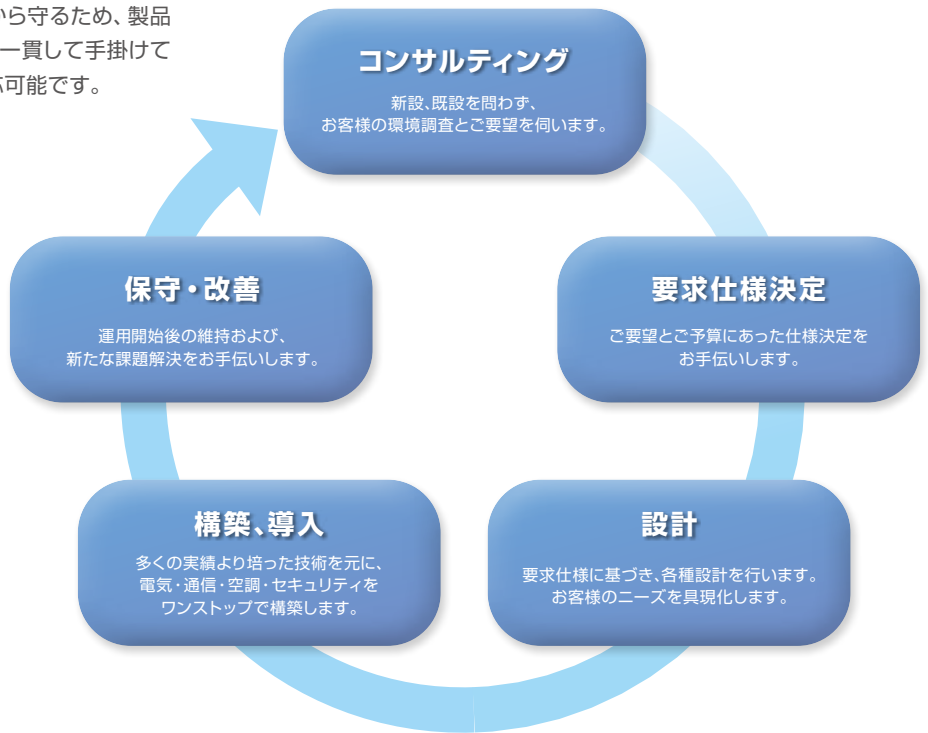 から守るため、製品
一貫して手掛けて
可能です。
コンサルティング
新設、既設を問わず、
お客様の環境調査とご要望を伺います。
要求仕様決定
ご要望とご予算にあった仕様決定を
お手伝いします。
設計
要求仕様に基づき、各種設計を行います。
お客様のニーズを具現化します。
構築、導入
多くの実績より培った技術を元に、
電気・通信・空調・セキュリティを
ワンストップで構築します。
保守・改善
運用開始後の維持および、
新たな課題解決をお手伝いします。